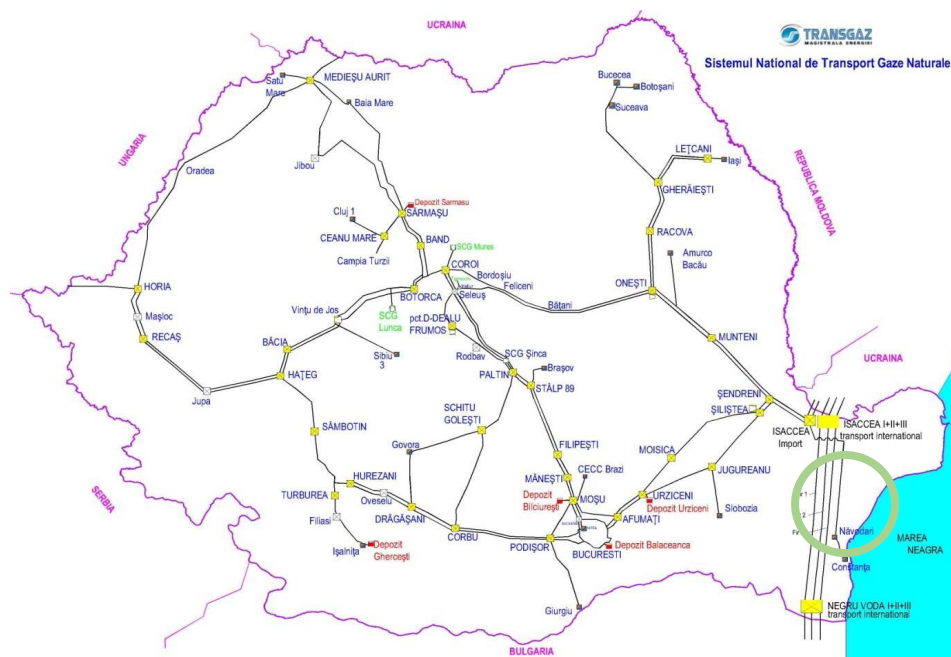 UCRAINA
TRANSGAZ
MAGISTRALA ENERGIEI
Sistemul National de Transport Gaze Naturale
MEDIEŞU AURIT
Satu
Mare
Baia Mare
Bucecea
Botoşani
Suceava
UNGARIA
LEŢCANI
Iaşi
Jibou
Oradea
GHERĂIEŞTI
REPUBLICA MOLDOVA
Depozit Sarmasu
SĂRMAŞU
Cluj 1
CEANU MARE
Campia Turzii
BAND
RACOVA
SCG Mures
Amurco
Bacău
COROI
Bordoşiu
Feliceni
Seleuş
HORIA
BOTORCA
ONEŞTI
Băţani
Maşloc
Vinţu de Jos
SCG
Lunca
pct.D-DEALU
FRUMOS
RECAŞ
MUNTENI
BĂCIA
Sibiu
3
Rodbav
SCG Şinca
UCRAINA
HAŢEG
PALTIN
Braşov
STÂLP 89
Jupa
ŞENDRENI
ŞILIŞTEA
SCHITU
GOLEŞTI
ISACCEA
Import
ISACCEA I+II+III
transport international
SÂMBOTIN
Govora
FILIPEŞTI
MOISICA
JUGUREANU
HUREZANI
MĂNEŞTI
CECC Brazi
SERBIA
TURBUREA
Oveselu
Depozit
Bilciureşti
MOŞU
URZICENI
Depozit Urziceni
Slobozia
Filiasi
DRĂGĂŞANI
AFUMAŢI
CORBU
Işalniţa
Depozit
Ghercеşti
PODIŞOR
BUCURESTI
Depozit Balaceanca
Năvodari
MAREA
NEAGRA
Constanţa
Giurgiu
NEGRU VODA I+II+III
transport international
BULGARIA